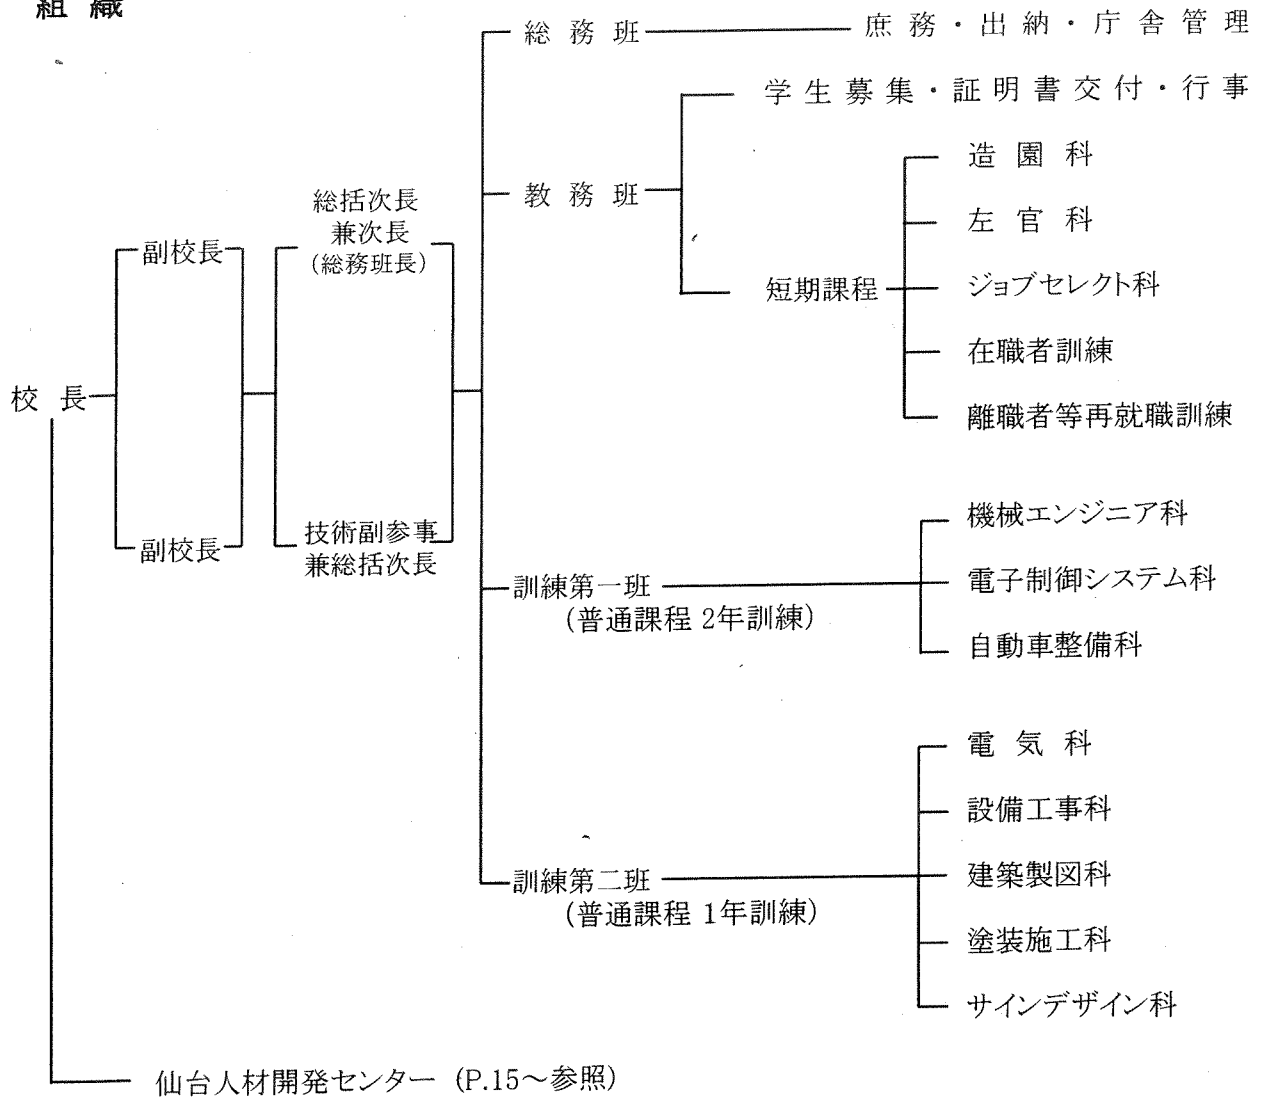 組織
総務班
庶務・出納・庁舎管理
学生募集・証明書交付・行事
教務班
短期課程
造園科
左官科
ジョブセレクト科
在職者訓練
離職者等再就職訓練
総括次長
兼次長
(総務班長)
副校長
校長
副校長
技術副参事
兼総括次長
訓練第一班
(普通課程 2年訓練)
機械エンジニア科
電子制御システム科
自動車整備科
訓練第二班
(普通課程 1年訓練)
電気科
設備工事科
建築製図科
塗装施工科
サインデザイン科
仙台人材開発センター (P.15～参照)